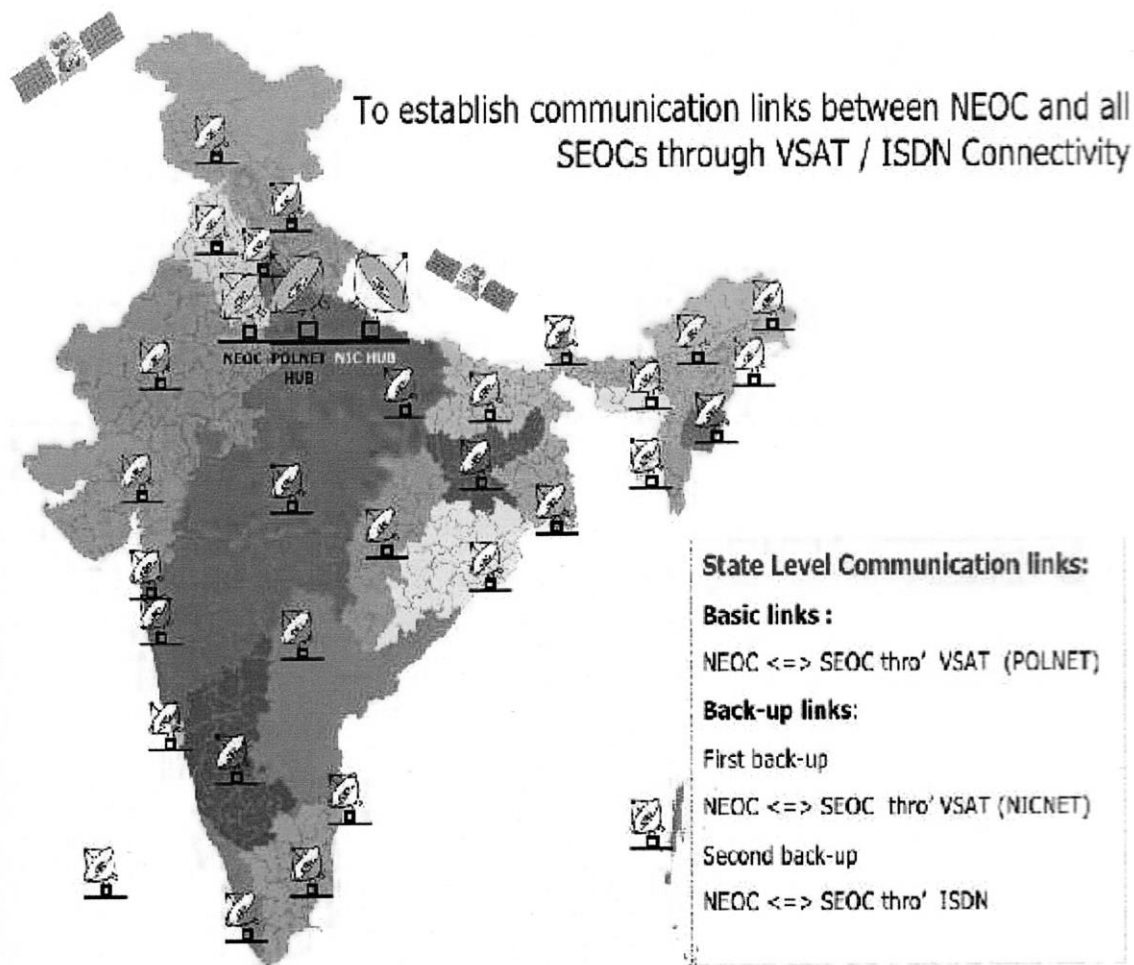 To establish communication links between NEOC and all
SEOCs through VSAT / ISDN Connectivity
NEOC POLNET NIC HUB
HUB
State Level Communication links:
Basic links :
NEOC <=> SEOC thro' VSAT (POLNET)
Back-up links:
First back-up
NEOC <=> SEOC thro' VSAT (NICNET)
Second back-up
NEOC <=> SEOC thro' ISDN